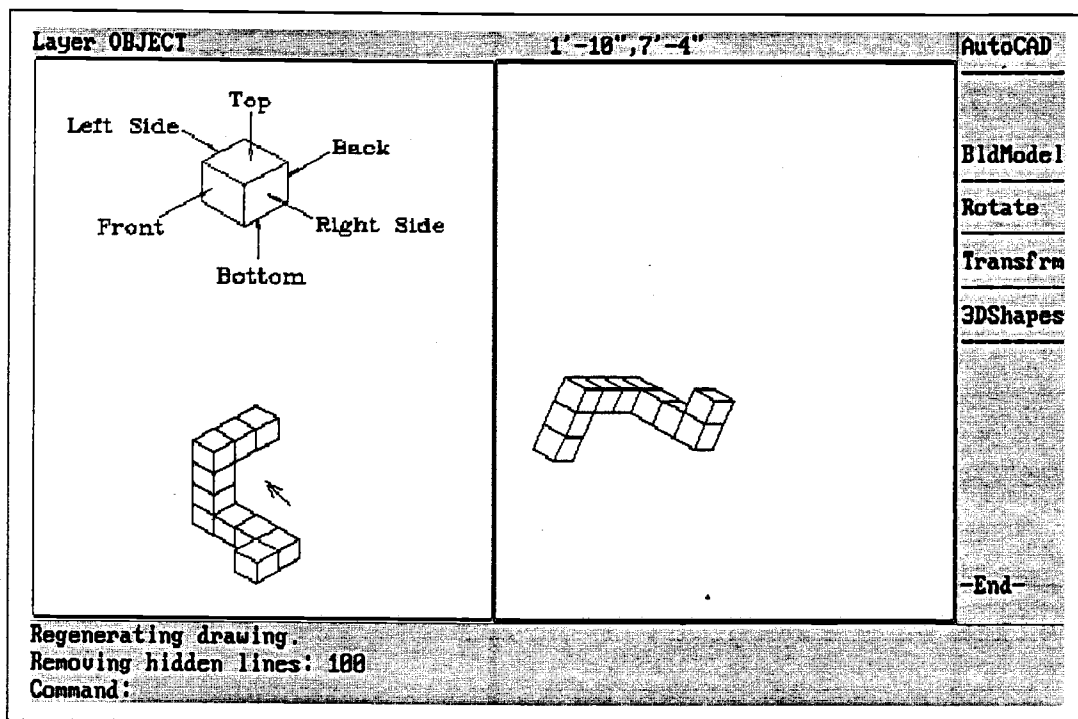 Layer OBJECT
1'-10",7'-4"
AutoCAD
Top
Left Side
Back
Front
Right Side
Bottom
BldModel
Rotate
Transfrm
3DShapes
-End-
Regenerating drawing.
Removing hidden lines: 100
Command: